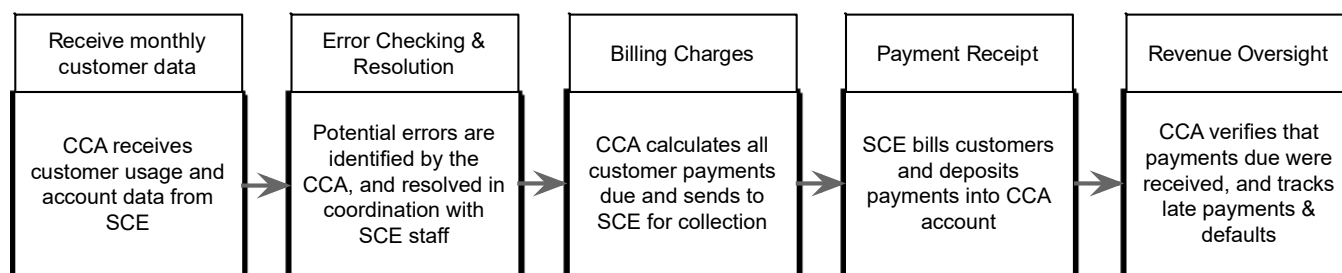 Receive monthly
customer data
CCA receives
customer usage and
account data from
SCE
Error Checking &
Resolution
Potential errors are
identified by the
CCA, and resolved in
coordination with
SCE staff
Billing Charges
CCA calculates all
customer payments
due and sends to
SCE for collection
Payment Receipt
SCE bills customers
and deposits
payments into CCA
account
Revenue Oversight
CCA verifies that
payments due were
received, and tracks
late payments &
defaults